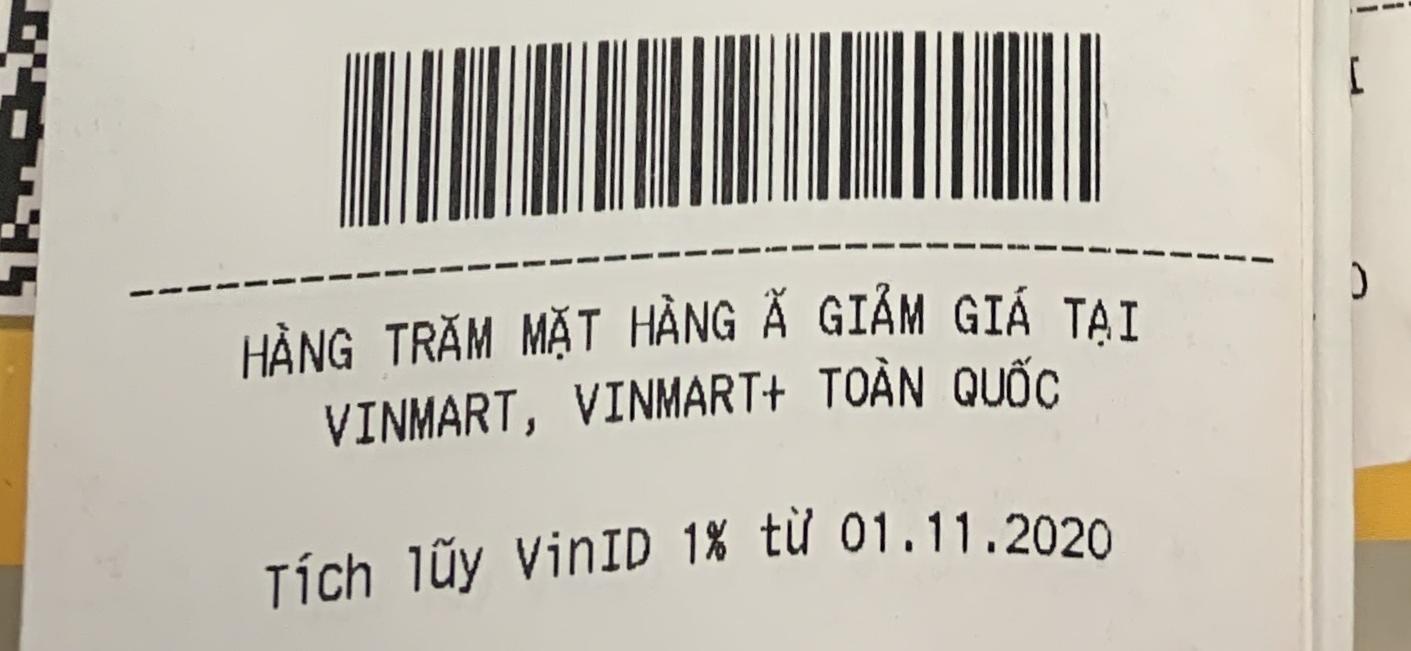 HÀNG TRĂM MẶT HÀNG Ã GIẢM GIÁ TẠI
VINMART, VINMART+ TOÀN QUỐC
Tích lũy VinID 1% từ 01.11.2020